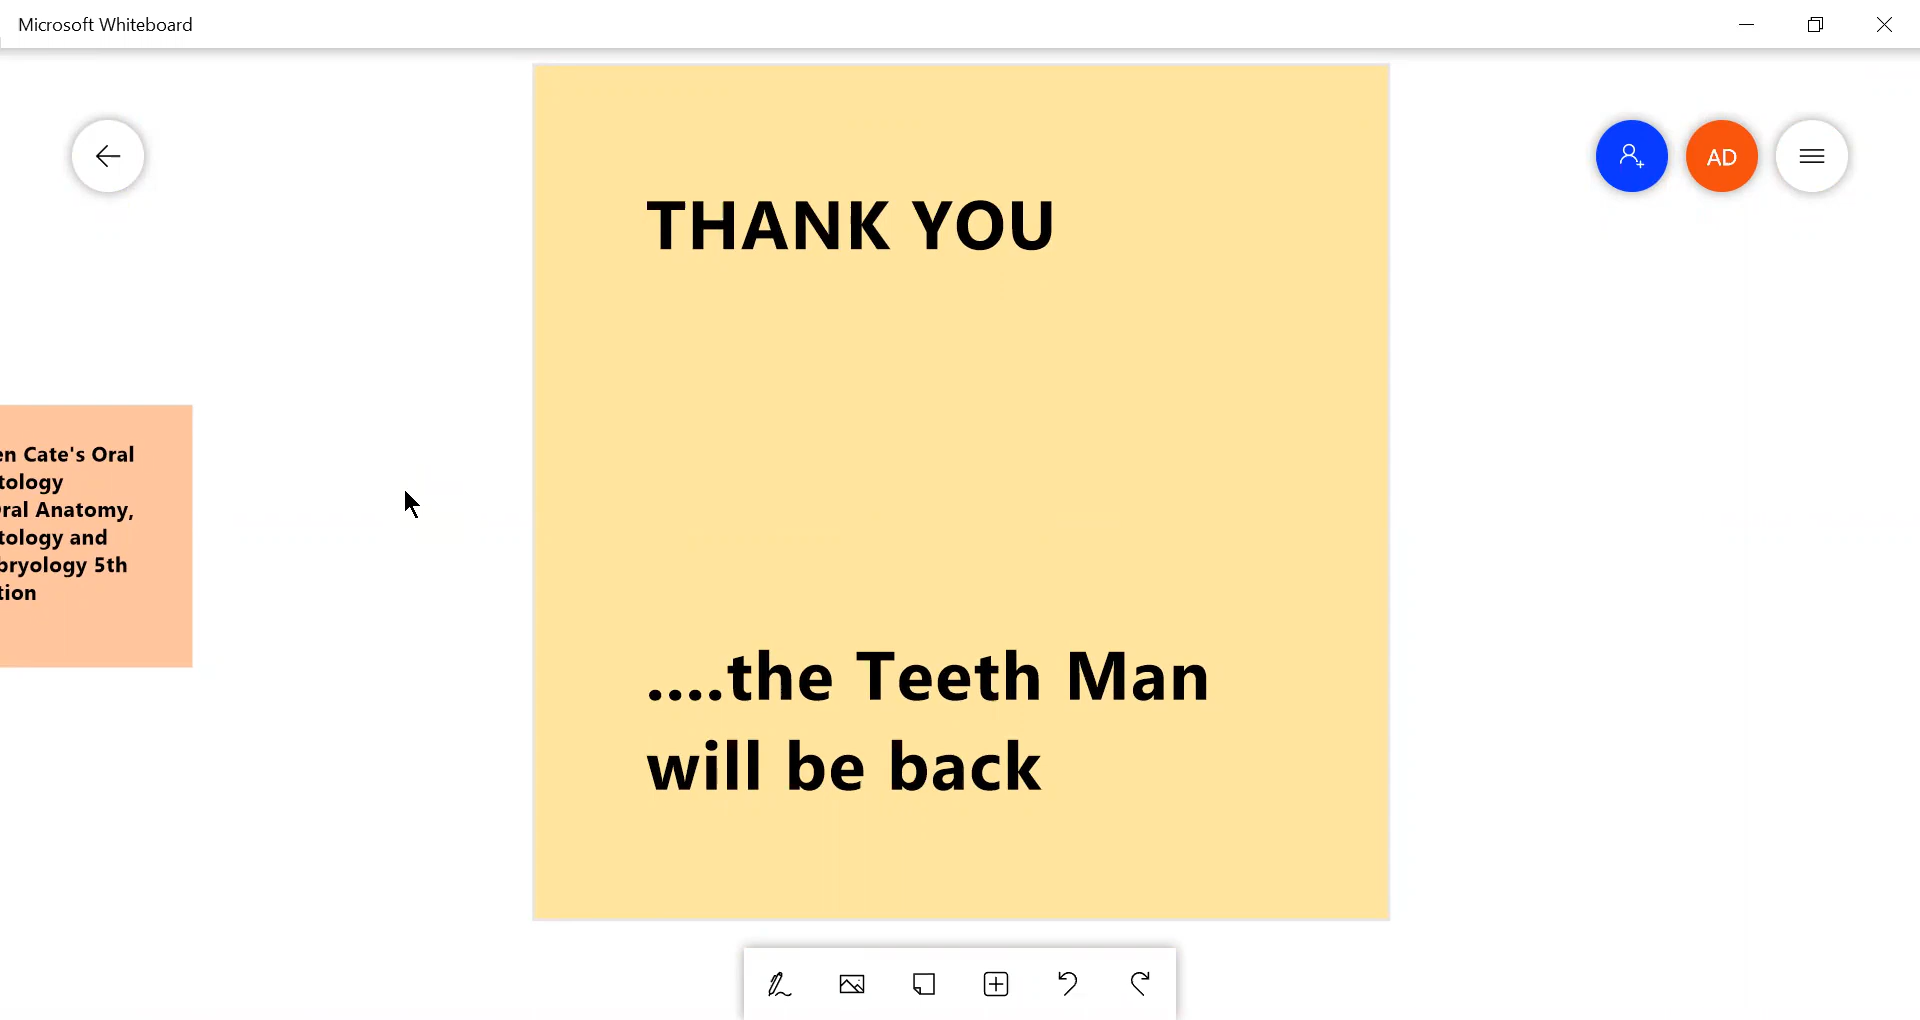 Microsoft Whiteboard
AD
THANK YOU
en Cate's Oral
tology
ral Anatomy,
tology and
bryology 5th
tion
....the Teeth Man
will be back